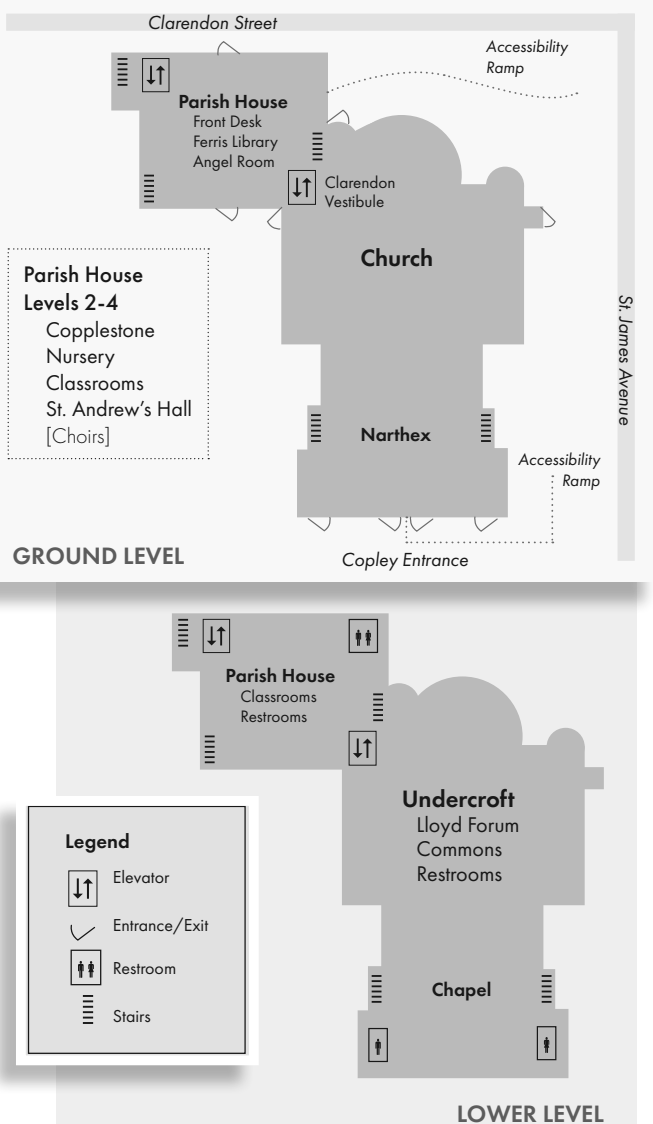 Clarendon Street
Accessibility
Ramp
Parish House
Front Desk
Ferris Library
Angel Room
Clarendon
Vestibule
Church
Parish House
Levels 2-4
Copplestone
Nursery
Classrooms
St. Andrew's Hall
[Choirs]
St. James Avenue
Narthex
Accessibility
Ramp
GROUND LEVEL
Copley Entrance
Parish House
Classrooms
Restrooms
Undercroft
Lloyd Forum
Commons
Restrooms
Legend
Elevator
Entrance/Exit
Restroom
Stairs
Chapel
LOWER LEVEL